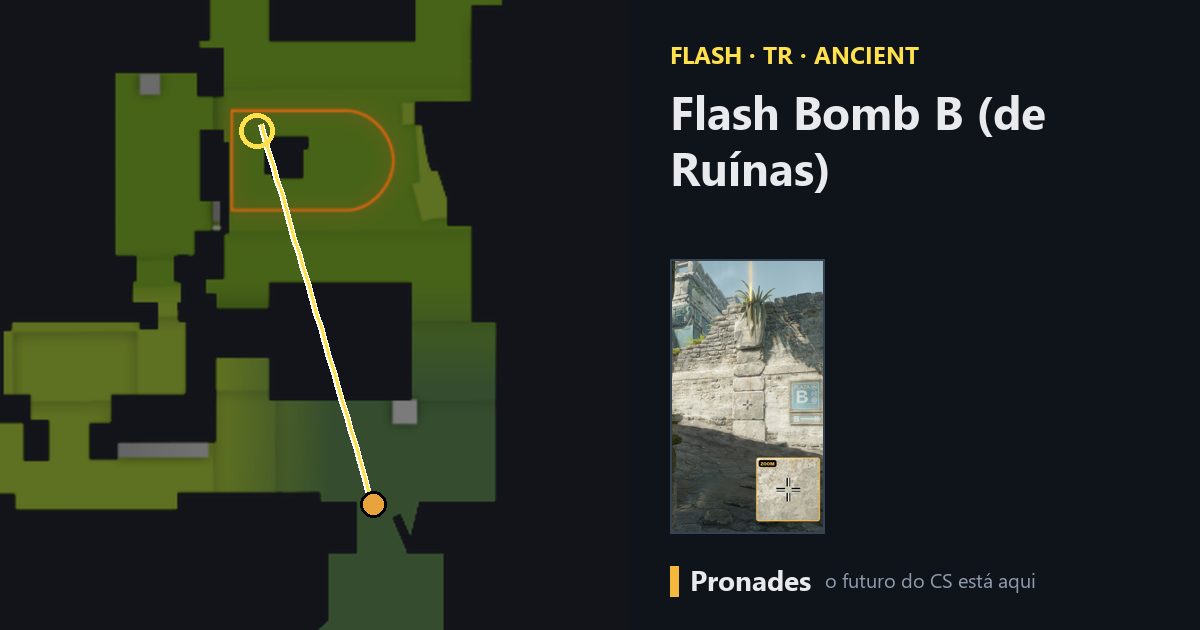 FLASH · TR · ANCIENT
Flash Bomb B (de
Ruínas)
B
ZOOM
Pronades o futuro do CS está aqui